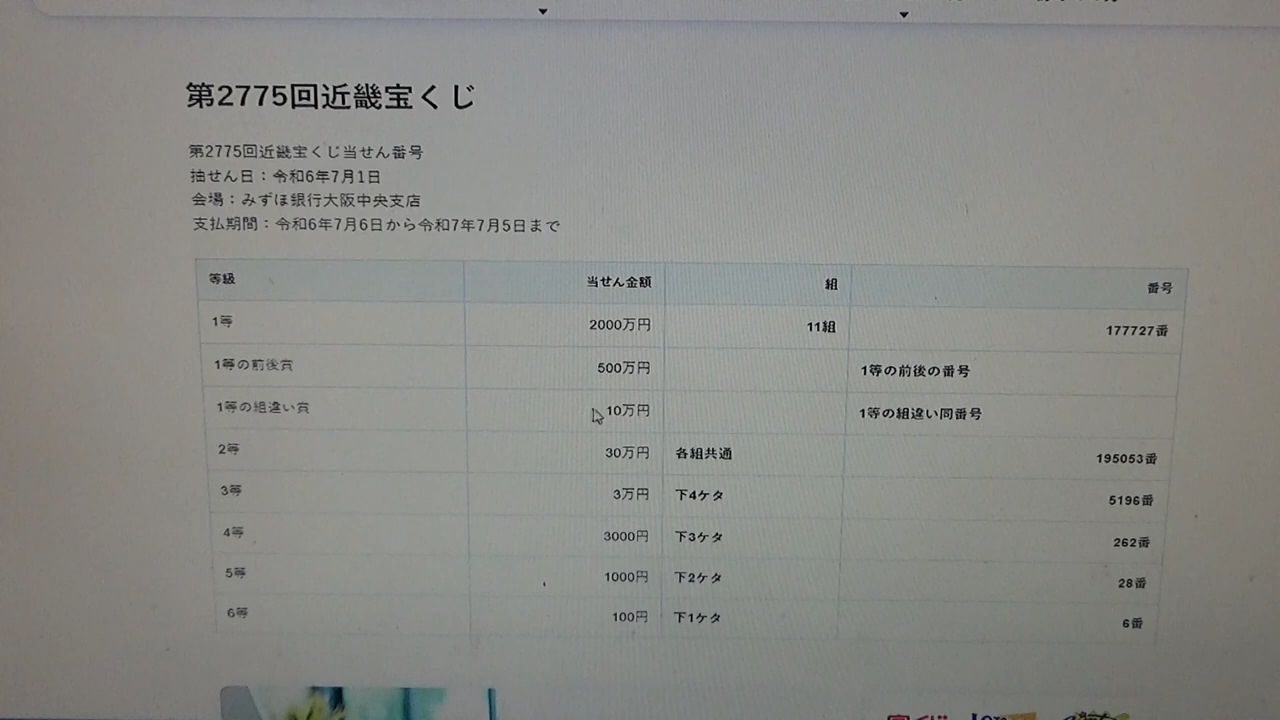 第2775回近畿宝くじ
第2775回近畿宝くじ当せん番号
抽せん日：令和6年7月1日
会場：みずほ銀行大阪中央支店
支払期間：令和6年7月6日から令和7年7月5日まで
等級 当せん金額 組 番号
1等 2000万円 11組 177727番
1等の前後賞 500万円 1等の前後の番号
1等の組違い賞 10万円 1等の組違い同番号
2等 30万円 各組共通 195053番
3等 3万円 下4ケタ 5196番
4等 3000円 下3ケタ 262番
5等 1000円 下2ケタ 28番
6等 100円 下1ケタ 6番